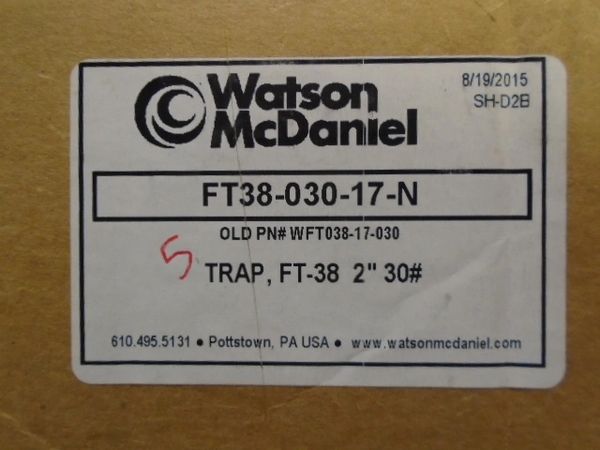 Watson
McDaniel
8/19/2015
SH-D2B
FT38-030-17-N
OLD PN# WFT038-17-030
5
TRAP, FT-38 2" 30#
610.495.5131 ● Pottstown, PA USA ● www.watsonmcdaniel.com